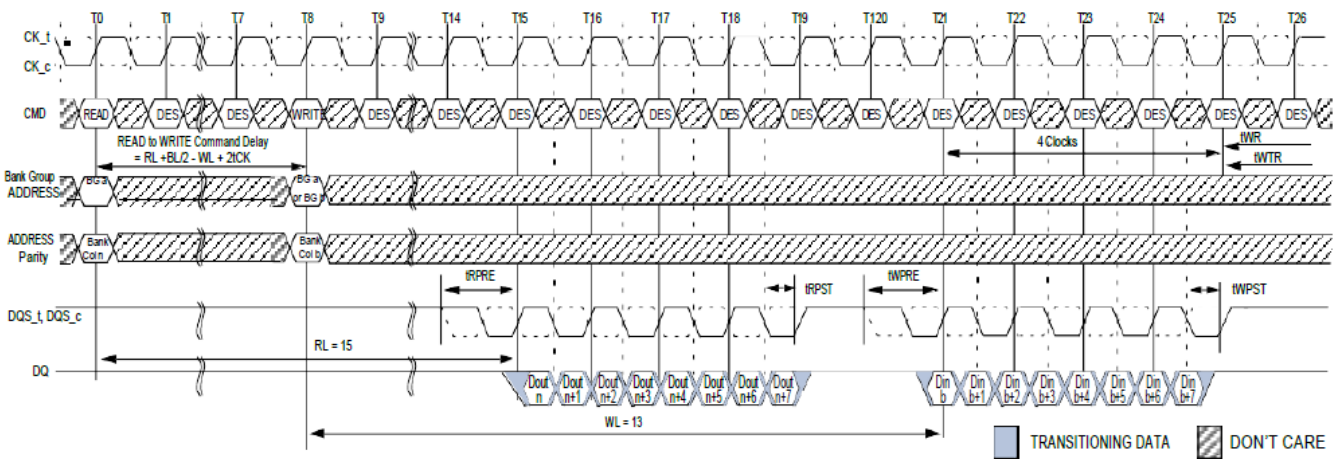 T0 T1 T7 T8 T9 T14 T15 T16 T17 T18 T19 T120 T21 T22 T23 T24 T25 T26
CK_t
CK_c
CMD READ DES DES WRITE DES DES DES DES DES DES DES DES DES DES DES DES DES DES
READ to WRITE Command Delay
= RL +BL/2 - WL + 2tCK
4 Clocks
tWR
tWTR
Bank Group
ADDRESS
BG a
BG a
or BG b
ADDRESS
Parity
Bank
Col n
Bank
Col b
tRPRE tRPST tWPRE tWPST
DQS_t, DQS_c
RL = 15
DQ
Dout Dout Dout Dout Dout Dout Dout Dout Din Din Din Din Din Din Din Din
n n+1 n+2 n+3 n+4 n+5 n+6 n+7 b b+1 b+2 b+3 b+4 b+5 b+6 b+7
WL = 13
TRANSITIONING DATA DON'T CARE